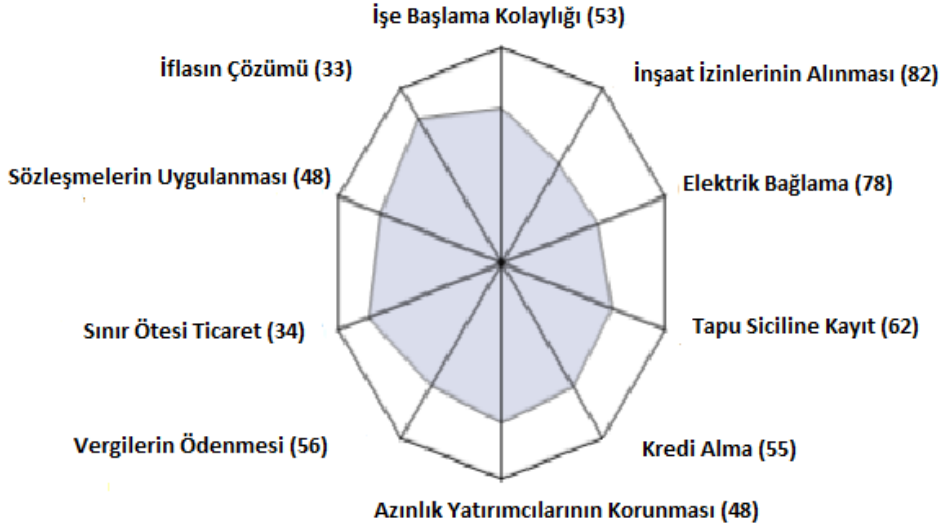 İşe Başlama Kolaylığı (53)
İflasın Çözümü (33)
İnşaat İzinlerinin Alınması (82)
Sözleşmelerin Uygulanması (48)
Elektrik Bağlama (78)
Sınır Ötesi Ticaret (34)
Tapu Siciline Kayıt (62)
Vergilerin Ödenmesi (56)
Kredi Alma (55)
Azınlık Yatırımcılarının Korunması (48)